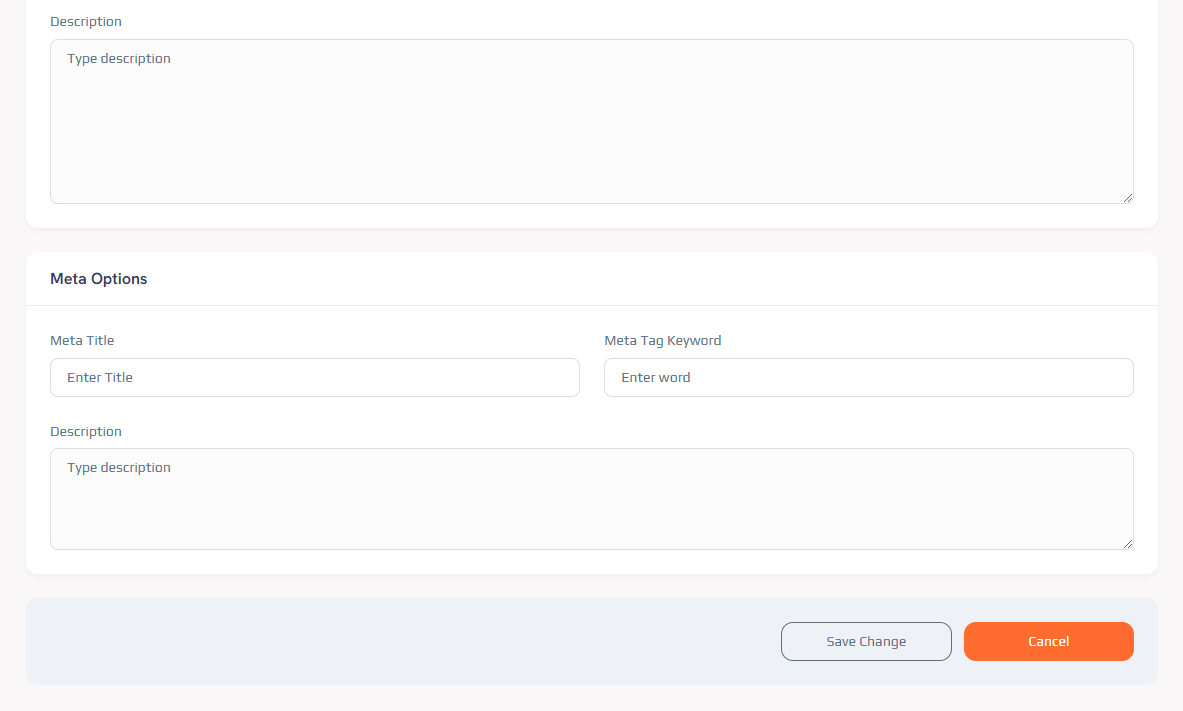 Description
Type description
Meta Options
Meta Title
Meta Tag Keyword
Enter Title
Enter word
Description
Type description
Save Change
Cancel